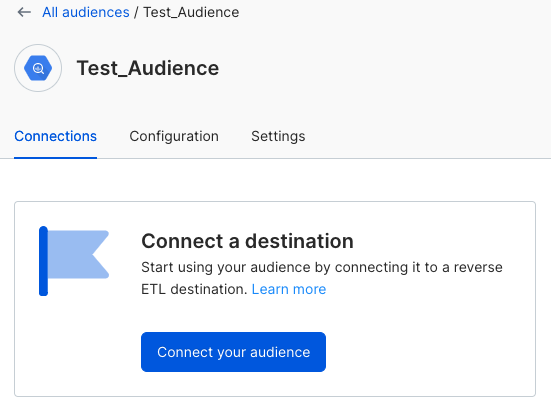 ← All audiences / Test_Audience
Test_Audience
Connections Configuration Settings
Connect a destination
Start using your audience by connecting it to a reverse
ETL destination. Learn more
Connect your audience